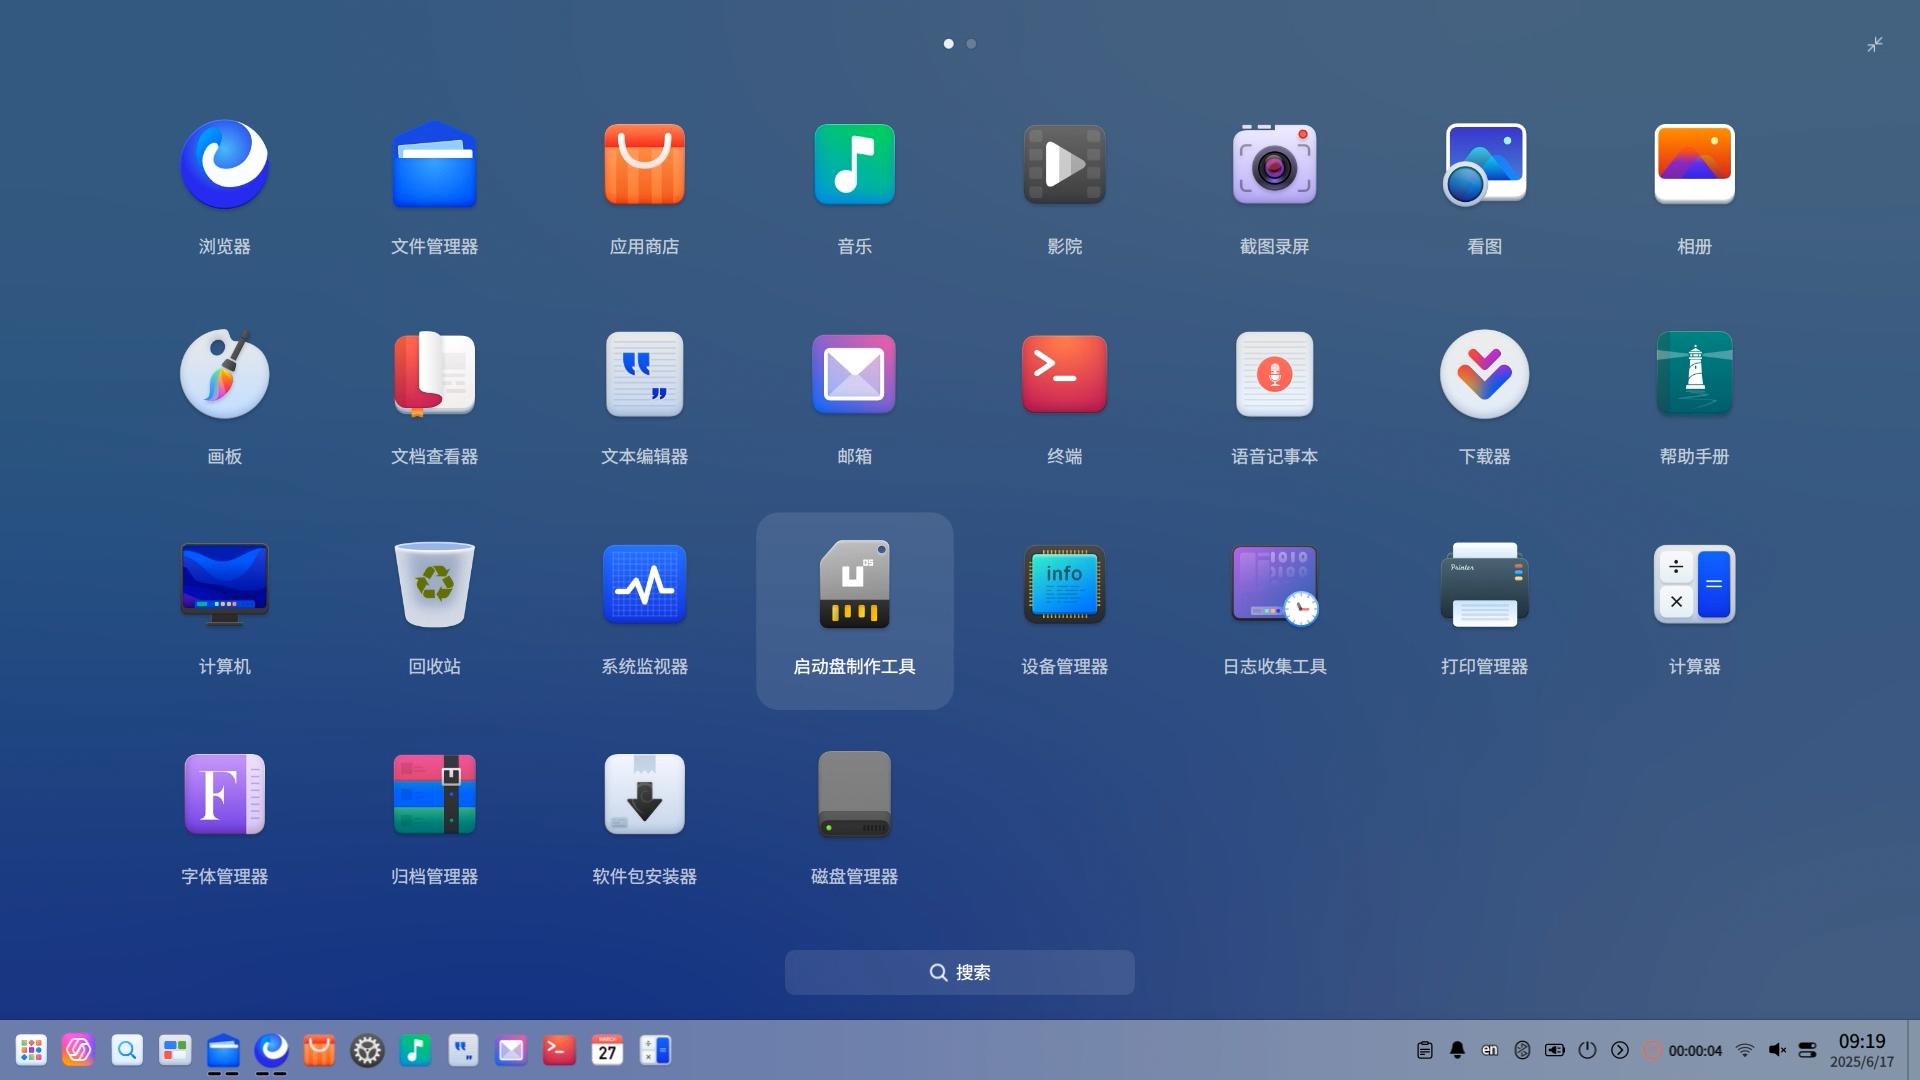 浏览器
文件管理器
应用商店
音乐
影院
截图录屏
看图
相册
画板
文档查看器
文本编辑器
邮箱
终端
语音记事本
下载器
帮助手册
U OS
info
1010
0100
Printer
计算机
回收站
系统监视器
启动盘制作工具
设备管理器
日志收集工具
打印管理器
计算器
F
字体管理器
归档管理器
软件包安装器
磁盘管理器
搜索
27
en
00:00:04
09:19
2025/6/17